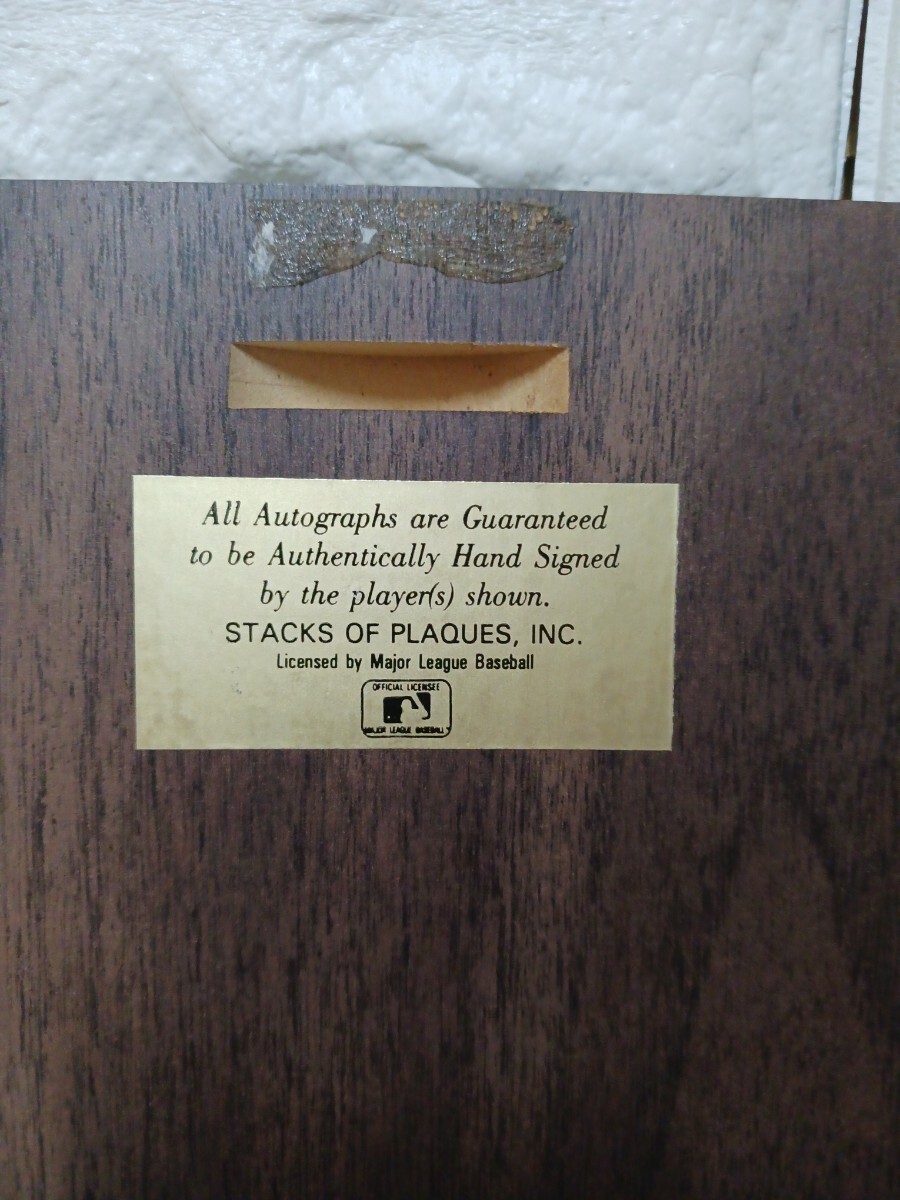 All Autographs are Guaranteed
to be Authentically Hand Signed
by the player(s) shown.
STACKS OF PLAQUES, INC.
Licensed by Major League Baseball
OFFICIAL LICENSEE
MAJOR LEAGUE BASEBALL